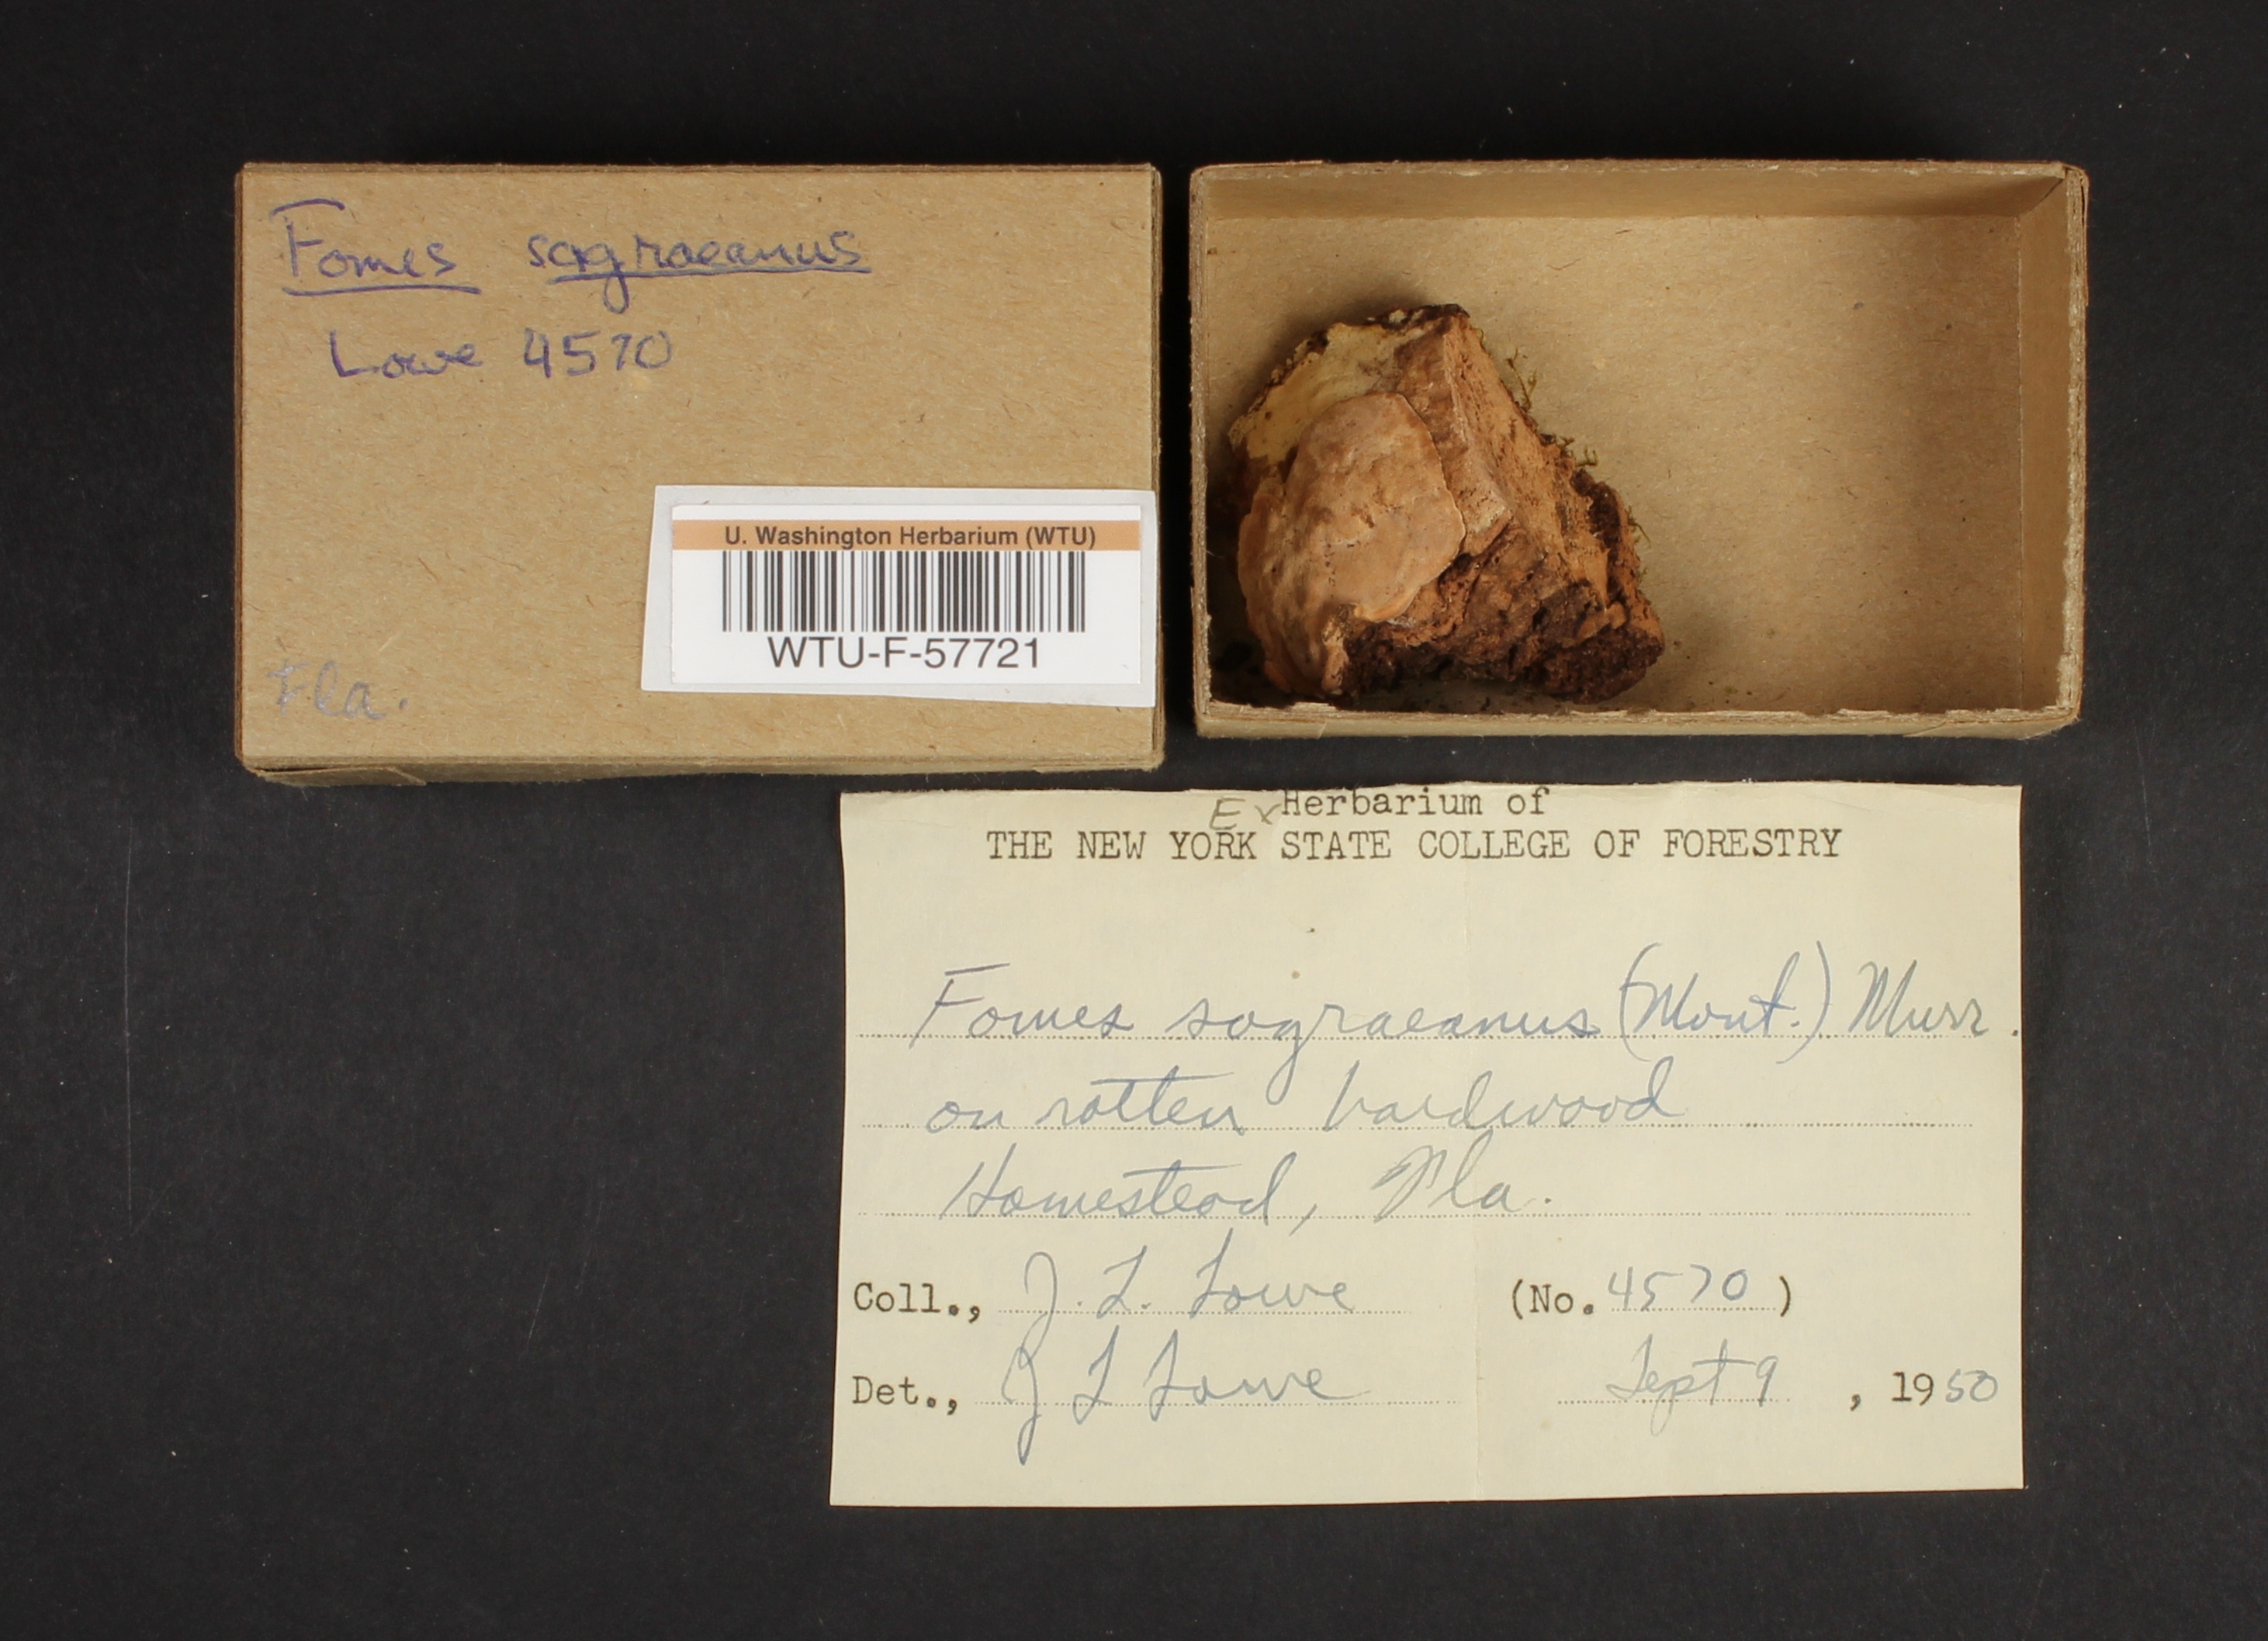 Fomes sagraeanus
Lowe 4570
U. Washington Herbarium (WTU)
WTU-F-57721
Fla.
Ex Herbarium of
THE NEW YORK STATE COLLEGE OF FORESTRY
Fomes sagraeanus (Mont.) Murr.
on rotten hardwood
Homestead, Fla.
Coll., J. L. Lowe (No. 4570)
Det., J L Lowe Sept 9, 1950